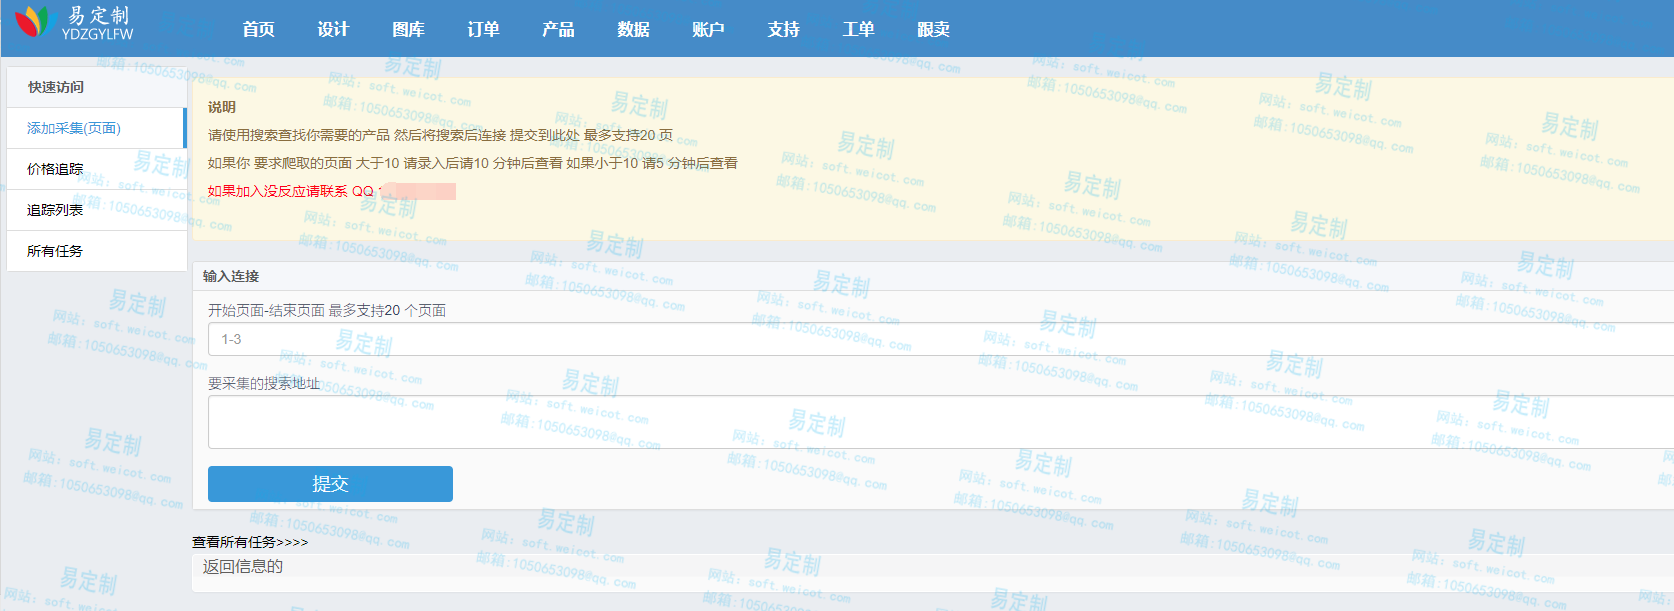 易定制
YDZGYLFW
首页 设计 图库 订单 产品 数据 账户 支持 工单 跟卖
快速访问
添加采集(页面)
价格追踪
追踪列表
所有任务
说明
请使用搜索查找你需要的产品 然后将搜索后连接 提交到此处 最多支持20 页
如果你 要求爬取的页面 大于10 请录入后请10 分钟后查看 如果小于10 请5 分钟后查看
如果加入没反应请联系 QQ
输入连接
开始页面-结束页面 最多支持20 个页面
1-3
要采集的搜索地址
提交
查看所有任务>>>>
返回信息的
易定制
网站: soft.weicot.com
邮箱:1050653098@qq.com